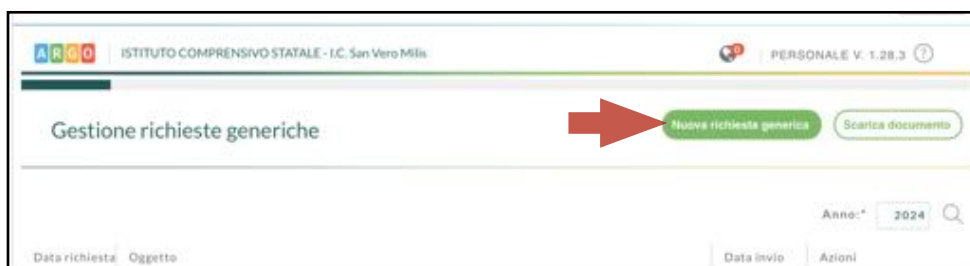 ARGO ISTITUTO COMPRENSIVO STATALE - I.C. San Vero Milis 0 PERSONALE V. 1.28.3 ?
Gestione richieste generiche Nuova richiesta generica Scarica documento
Anno:* 2024
Data richiesta Oggetto Data invio Azioni